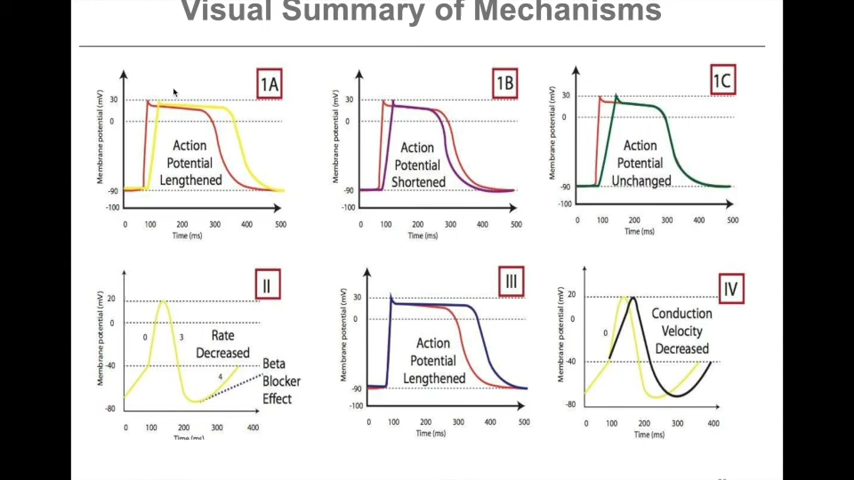 Visual Summary of Mechanisms
1A
Membrane potential (mV)
30
0
-90
-100
Action
Potential
Lengthened
0
100
200
300
400
500
Time (ms)
1B
Membrane potential (mV)
30
0
-90
-100
Action
Potential
Shortened
0
100
200
300
400
500
Time (ms)
1C
Membrane potential (mV)
30
0
-90
-100
Action
Potential
Unchanged
0
100
200
300
400
500
Time (ms)
II
Membrane potential (mV)
20
0
-40
-80
0
3
4
Rate
Decreased
Beta
Blocker
Effect
0
100
200
300
400
Time (ms)
III
Membrane potential (mV)
30
0
-90
-100
Action
Potential
Lengthened
0
100
200
300
400
500
Time (ms)
IV
Membrane potential (mV)
20
0
-40
-80
0
Conduction
Velocity
Decreased
0
100
200
300
400
Time (ms)